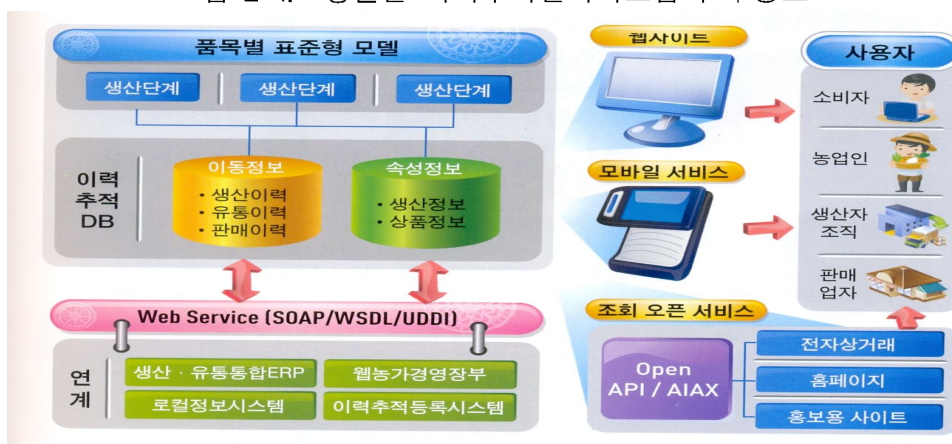 품목별 표준형 모델
생산단계
생산단계
생산단계
이력
추적
DB
이동정보
• 생산이력
• 유통이력
• 판매이력
속성정보
• 생산정보
• 상품정보
Web Service (SOAP/WSDL/UDDI)
연
계
생산 · 유통통합ERP
웹농가경영장부
로컬정보시스템
이력추적등록시스템
웹사이트
모바일 서비스
조회 오픈 서비스
Open
API / AIAX
전자상거래
홈페이지
홍보용 사이트
사용자
소비자
농업인
생산자
조직
판매
업자